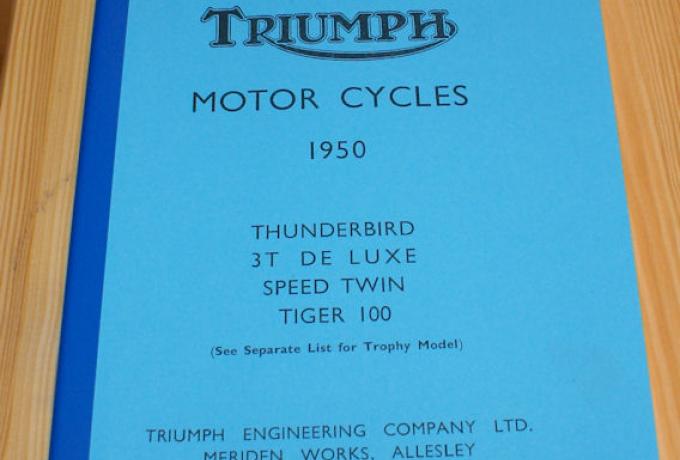 TRIUMPH
MOTOR CYCLES
1950
THUNDERBIRD
3T DE LUXE
SPEED TWIN
TIGER 100
(See Separate List for Trophy Model)
TRIUMPH ENGINEERING COMPANY LTD.
MERIDEN WORKS, ALLESLEY